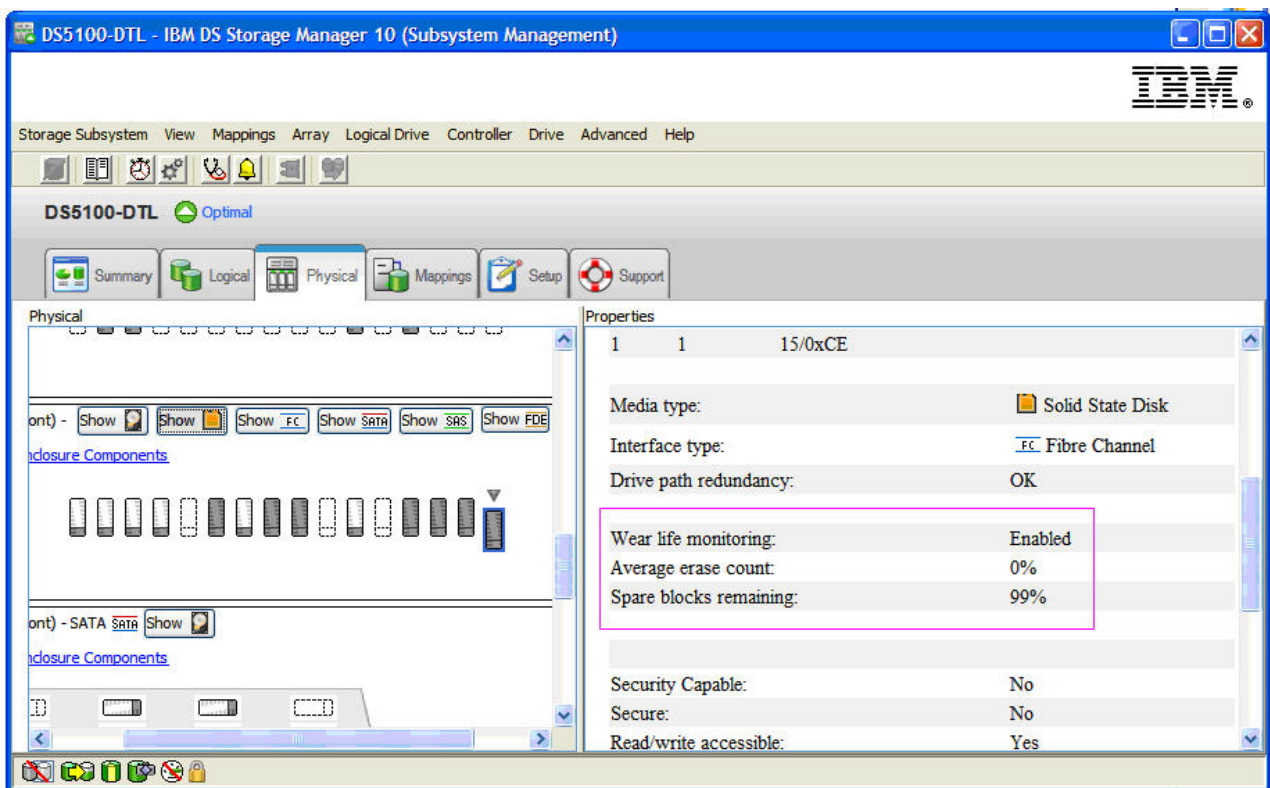 DS5100-DTL - IBM DS Storage Manager 10 (Subsystem Management)
IBM®
Storage Subsystem View Mappings Array Logical Drive Controller Drive Advanced Help
DS5100-DTL Optimal
Summary Logical Physical Mappings Setup Support
Physical
ont) - Show Show Show FC Show SATA Show SAS Show FDE
nclosure Components
ont) - SATA SATA Show
nclosure Components
Properties
1 1 15/0xCE
Media type: Solid State Disk
Interface type: FC Fibre Channel
Drive path redundancy: OK
Wear life monitoring: Enabled
Average erase count: 0%
Spare blocks remaining: 99%
Security Capable: No
Secure: No
Read/write accessible: Yes